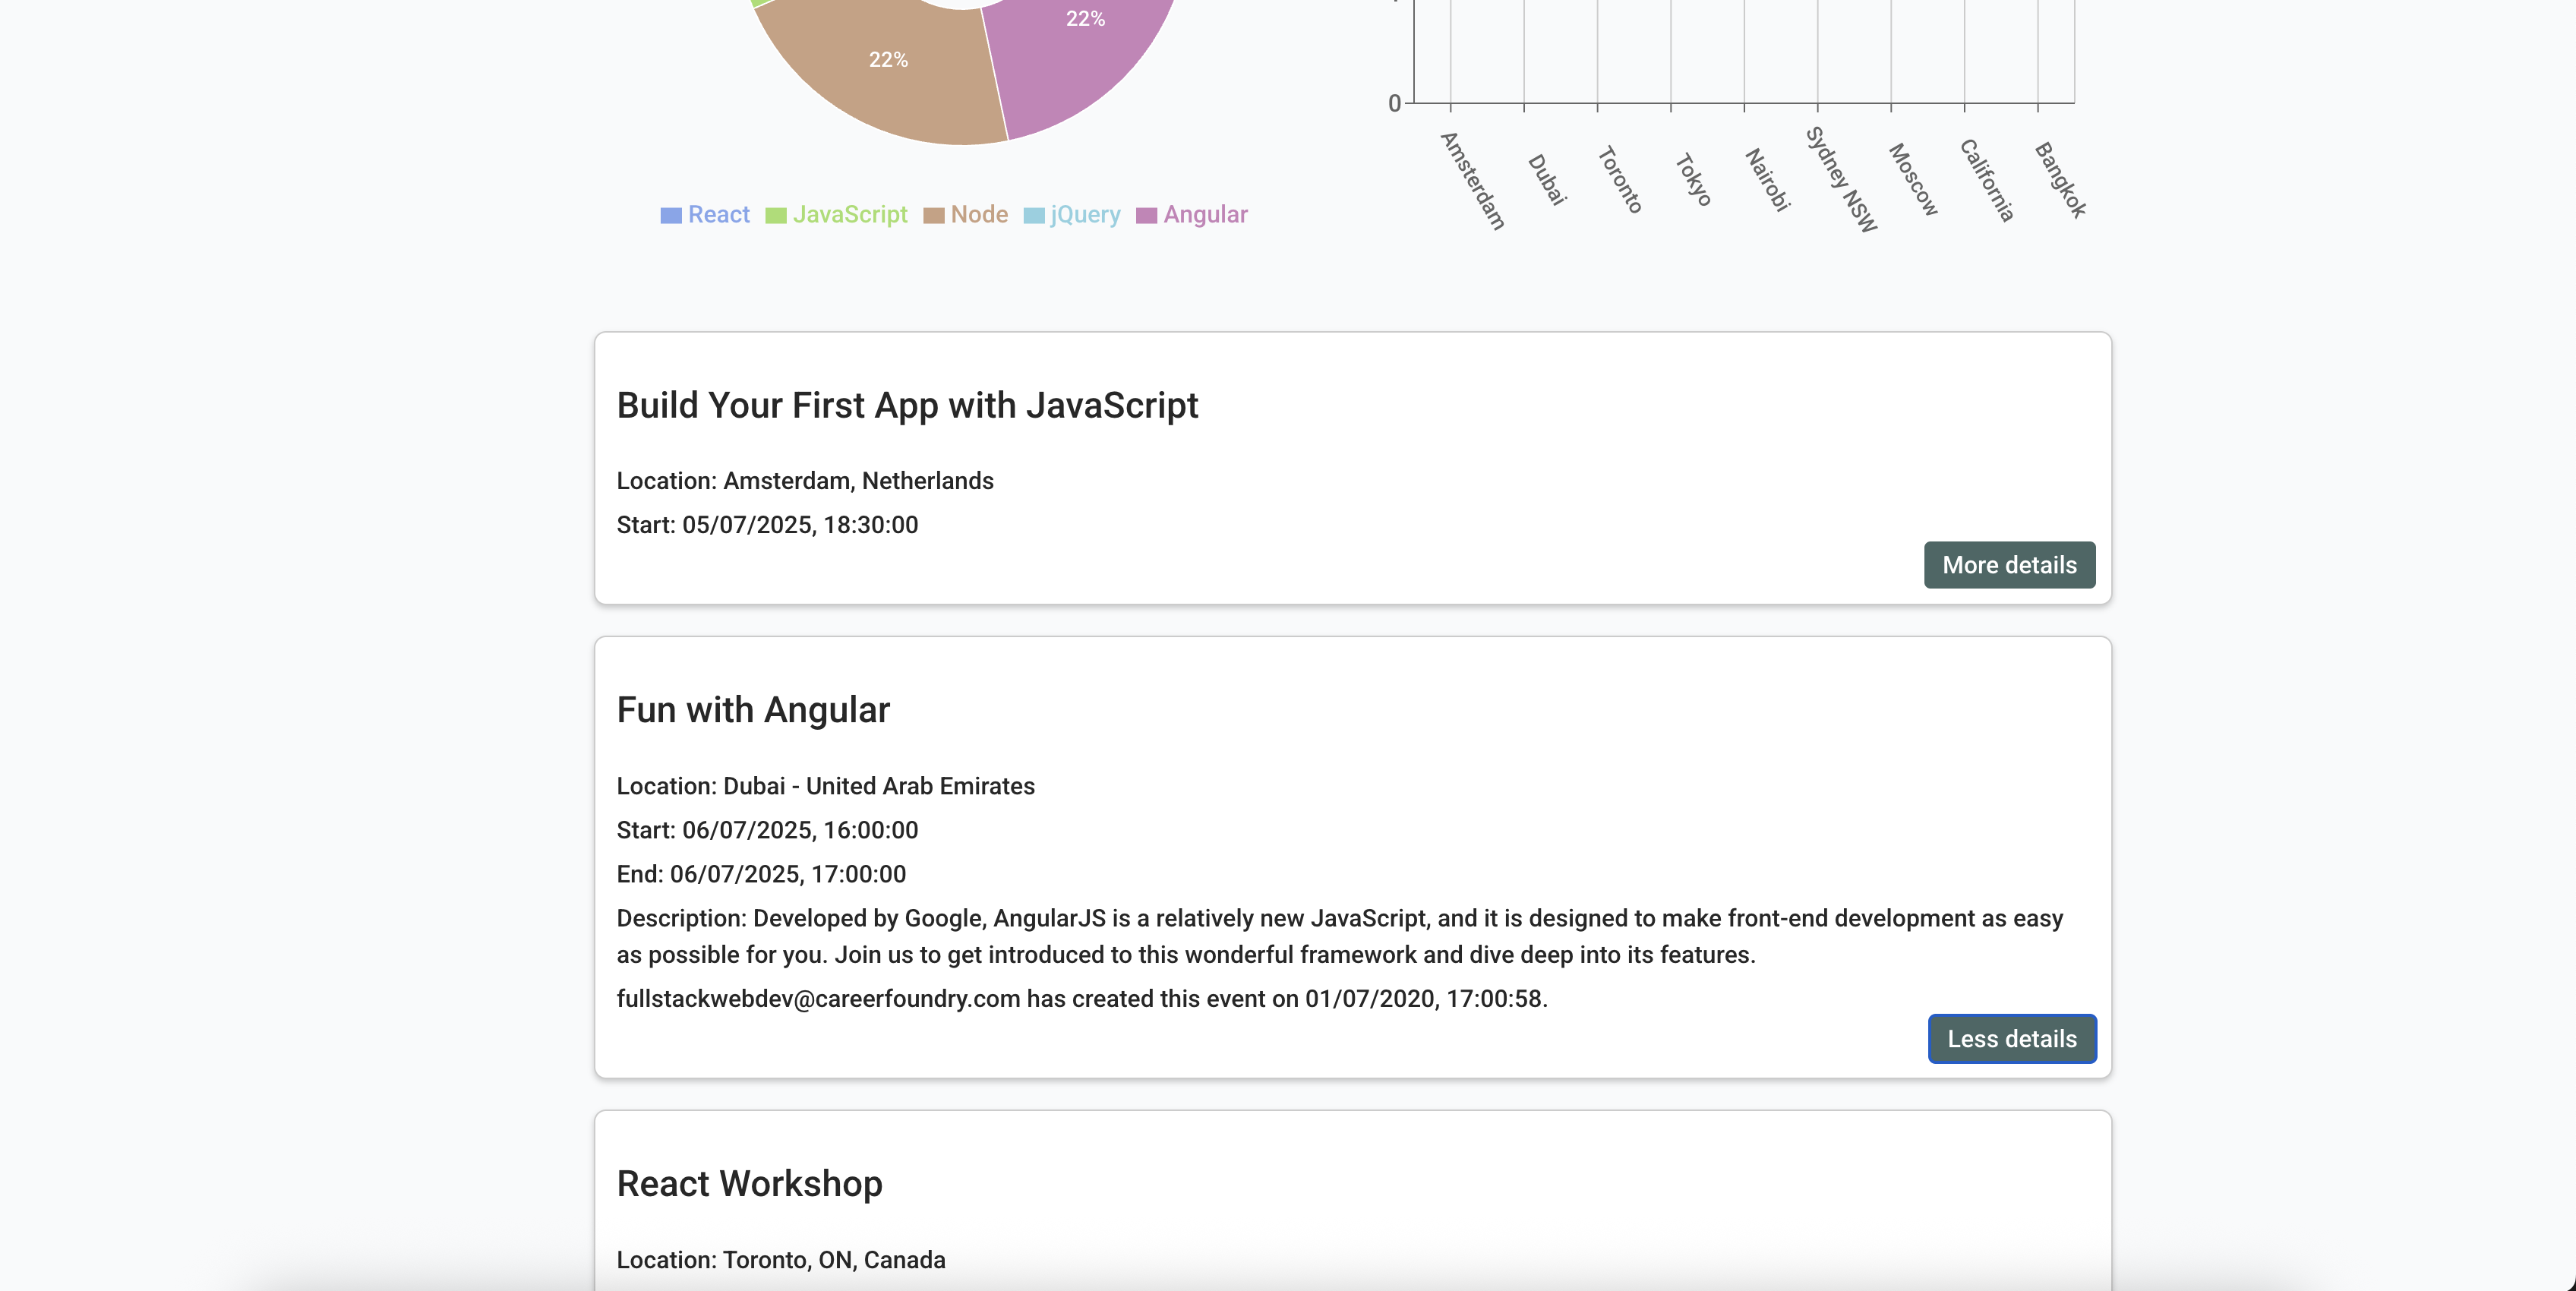 22%
22%
React JavaScript Node jQuery Angular
0
Amsterdam
Dubai
Toronto
Tokyo
Nairobi
Sydney NSW
Moscow
California
Bangkok
Build Your First App with JavaScript
Location: Amsterdam, Netherlands
Start: 05/07/2025, 18:30:00
More details
Fun with Angular
Location: Dubai - United Arab Emirates
Start: 06/07/2025, 16:00:00
End: 06/07/2025, 17:00:00
Description: Developed by Google, AngularJS is a relatively new JavaScript, and it is designed to make front-end development as easy
as possible for you. Join us to get introduced to this wonderful framework and dive deep into its features.
fullstackwebdev@careerfoundry.com has created this event on 01/07/2020, 17:00:58.
Less details
React Workshop
Location: Toronto, ON, Canada